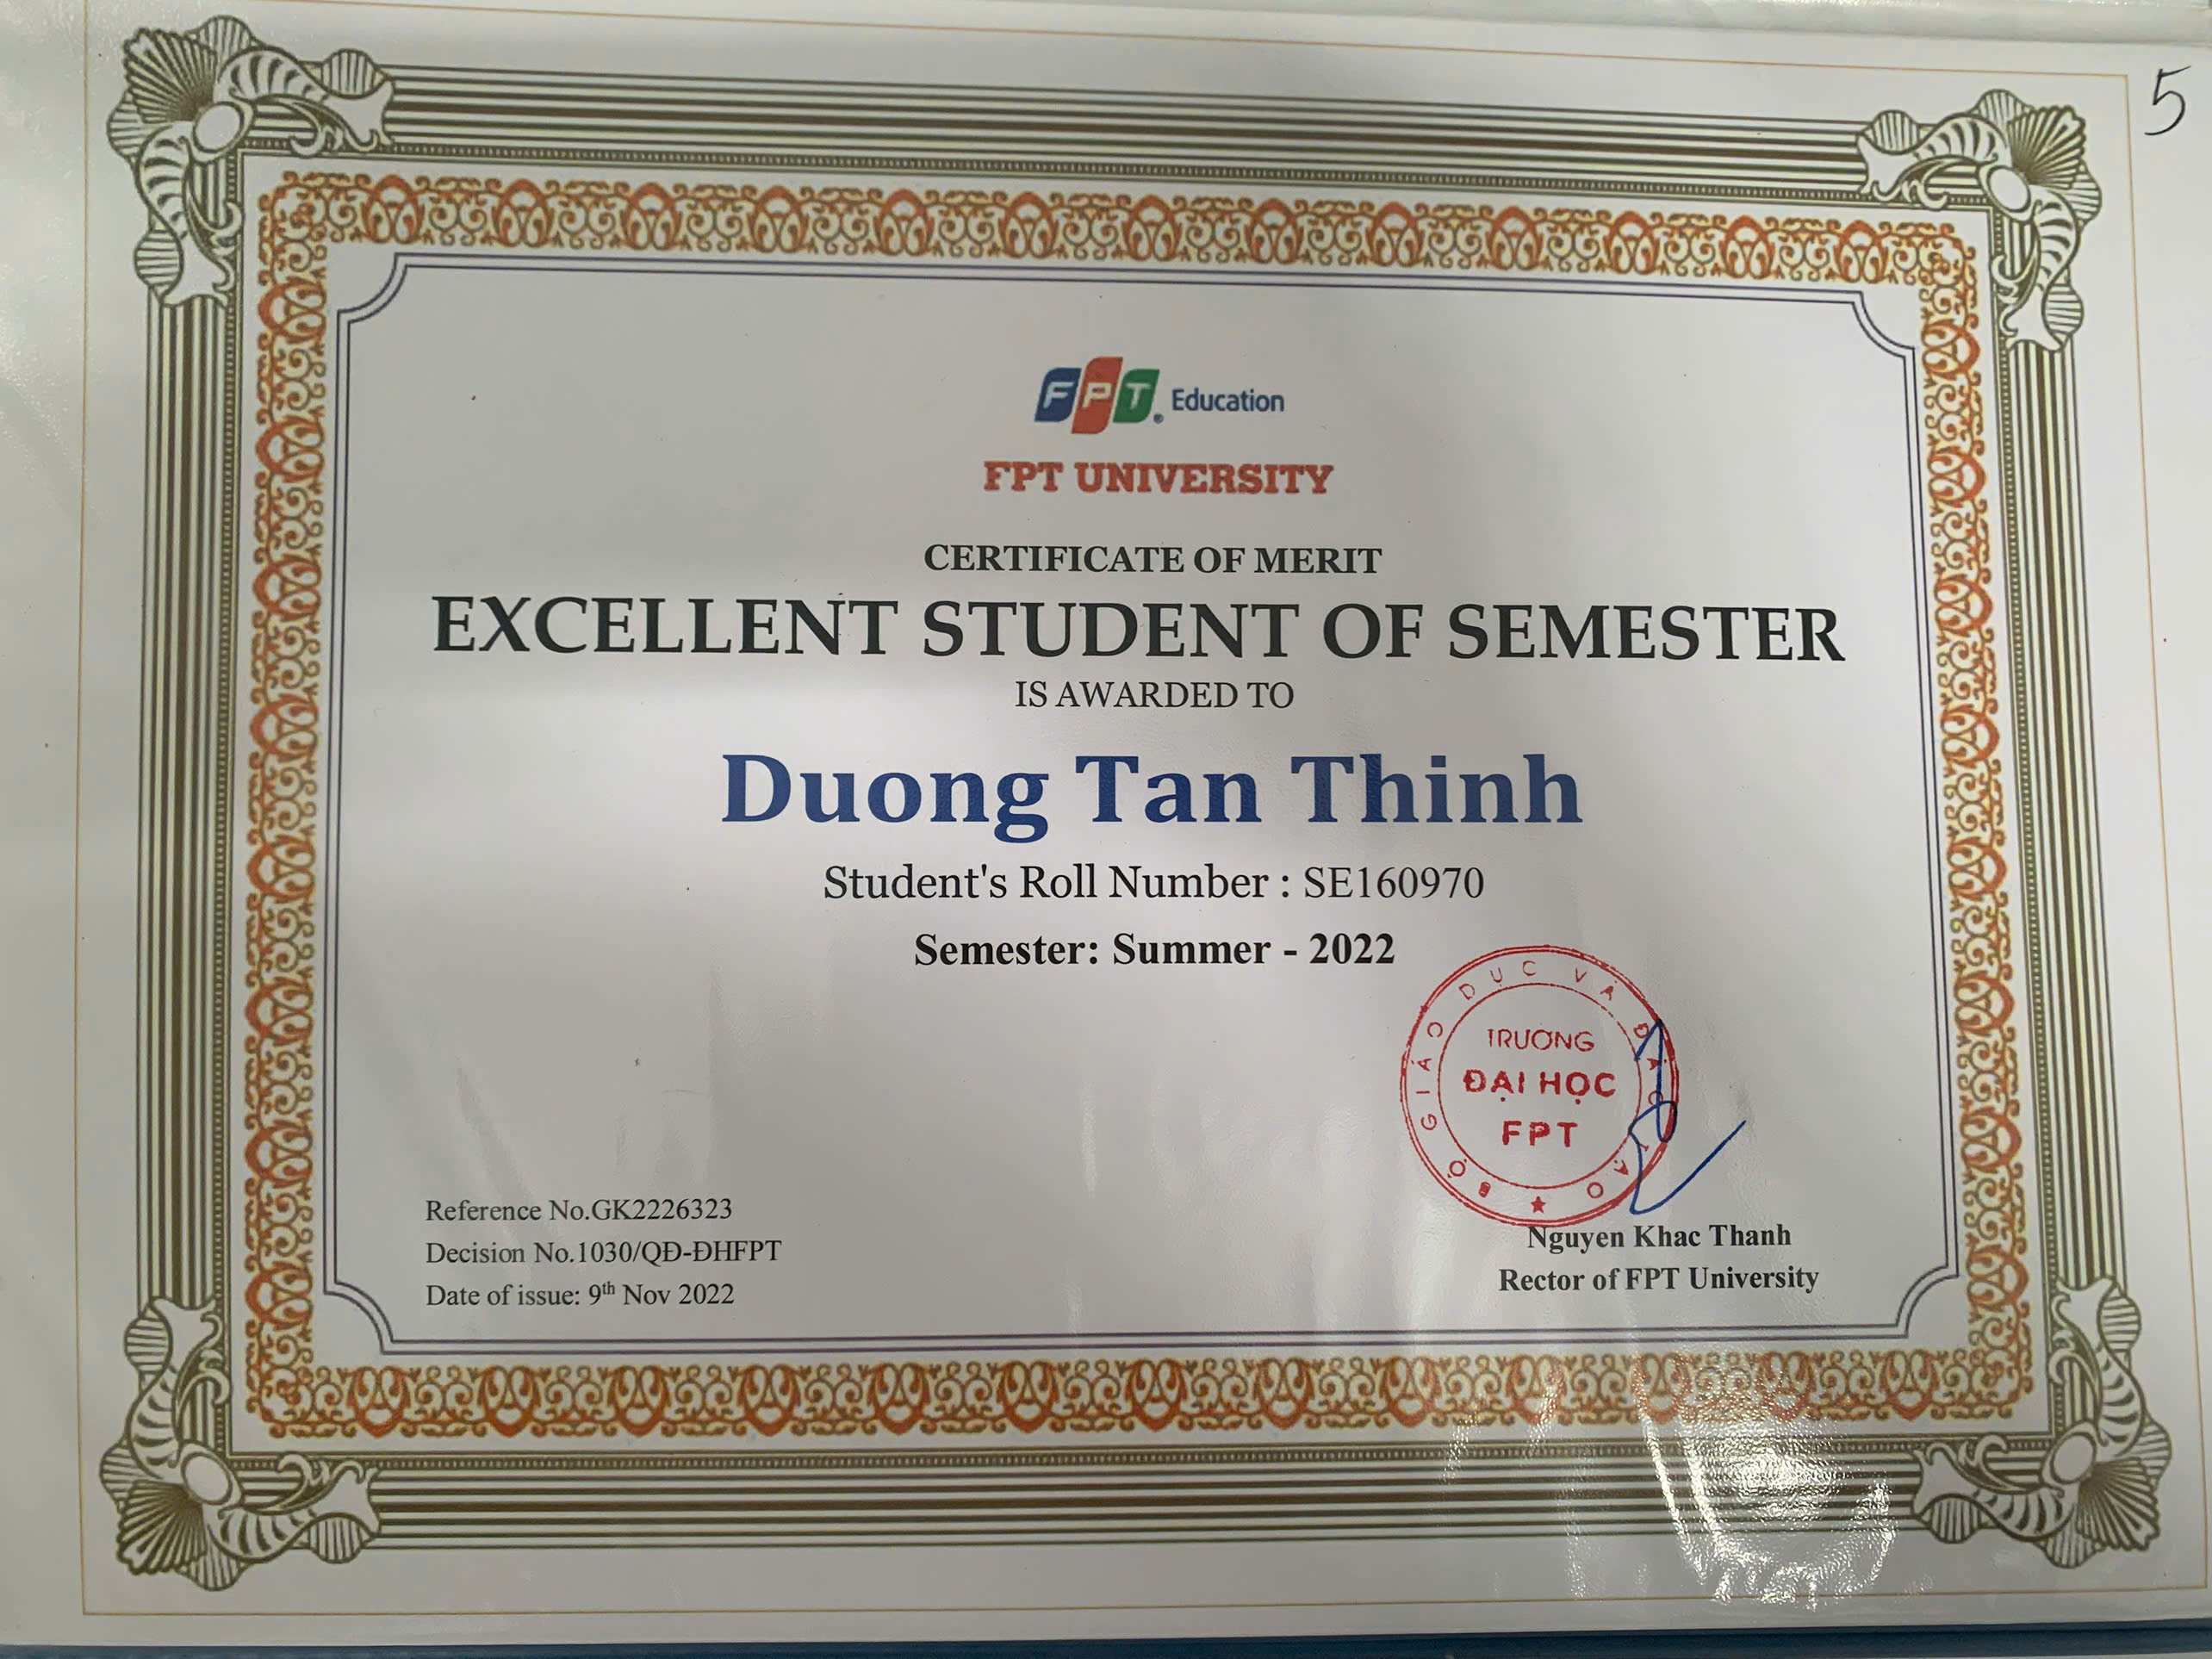 5
FPT Education
FPT UNIVERSITY
CERTIFICATE OF MERIT
EXCELLENT STUDENT OF SEMESTER
IS AWARDED TO
Duong Tan Thinh
Student's Roll Number : SE160970
Semester: Summer - 2022
BỘ GIÁO DỤC VÀ ĐÀO TẠO
TRƯỜNG
ĐẠI HỌC
FPT
Reference No.GK2226323
Decision No.1030/QĐ-ĐHFPT
Date of issue: 9th Nov 2022
Nguyen Khac Thanh
Rector of FPT University